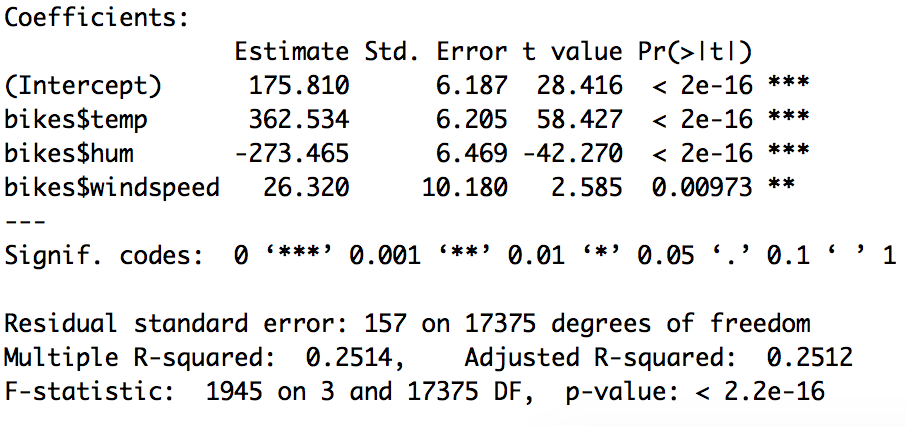 Coefficients:
Estimate Std. Error t value Pr(>|t|)
(Intercept) 175.810 6.187 28.416 < 2e-16 ***
bikes$temp 362.534 6.205 58.427 < 2e-16 ***
bikes$hum -273.465 6.469 -42.270 < 2e-16 ***
bikes$windspeed 26.320 10.180 2.585 0.00973 **
---
Signif. codes: 0 ‘***’ 0.001 ‘**’ 0.01 ‘*’ 0.05 ‘.’ 0.1 ‘ ’ 1
Residual standard error: 157 on 17375 degrees of freedom
Multiple R-squared: 0.2514, Adjusted R-squared: 0.2512
F-statistic: 1945 on 3 and 17375 DF, p-value: < 2.2e-16